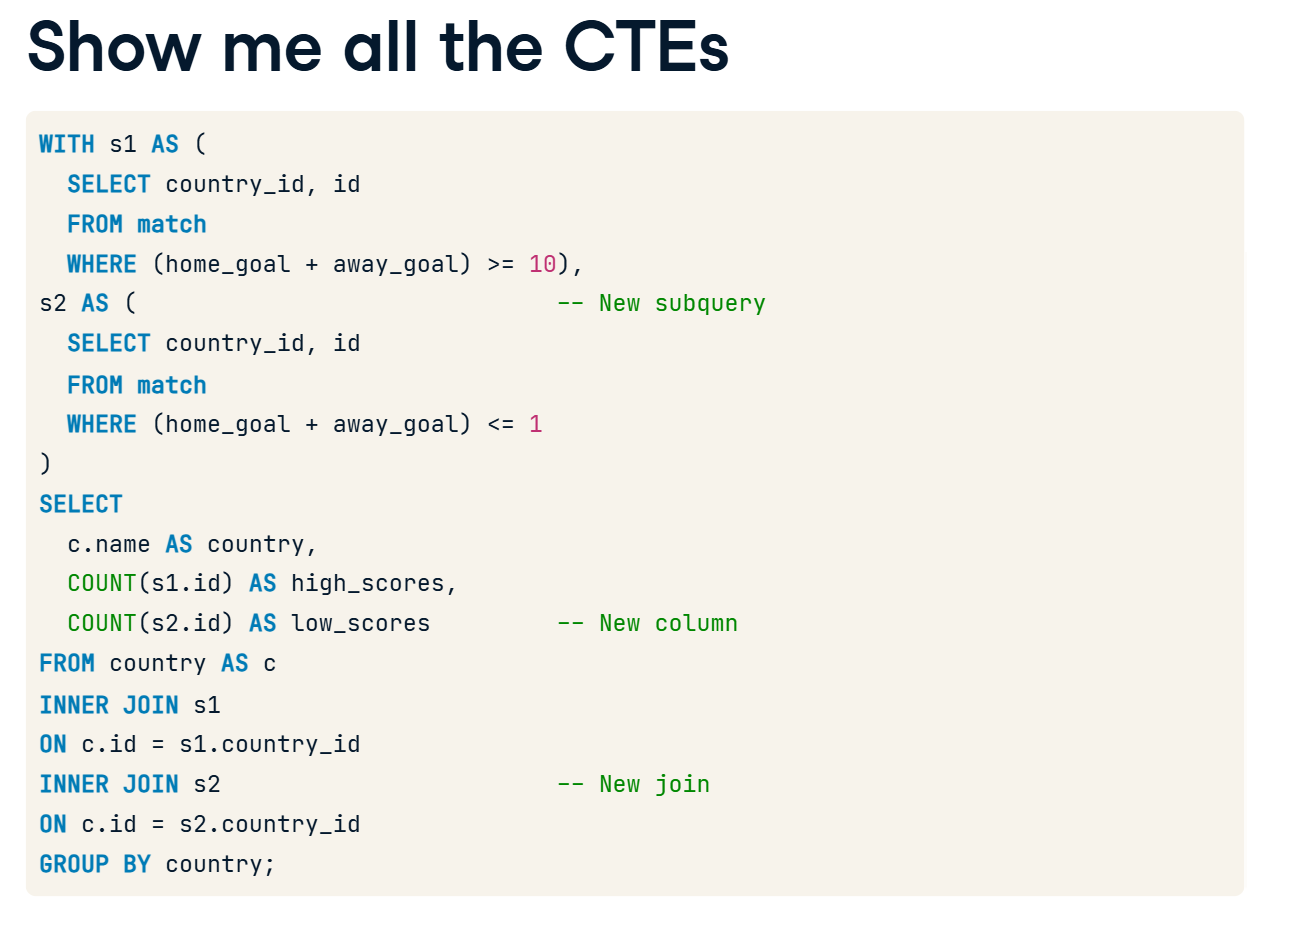 Show me all the CTEs
WITH s1 AS (
  SELECT country_id, id
  FROM match
  WHERE (home_goal + away_goal) >= 10),
s2 AS (                              -- New subquery
  SELECT country_id, id
  FROM match
  WHERE (home_goal + away_goal) <= 1
)
SELECT
  c.name AS country,
  COUNT(s1.id) AS high_scores,
  COUNT(s2.id) AS low_scores         -- New column
FROM country AS c
INNER JOIN s1
ON c.id = s1.country_id
INNER JOIN s2                        -- New join
ON c.id = s2.country_id
GROUP BY country;